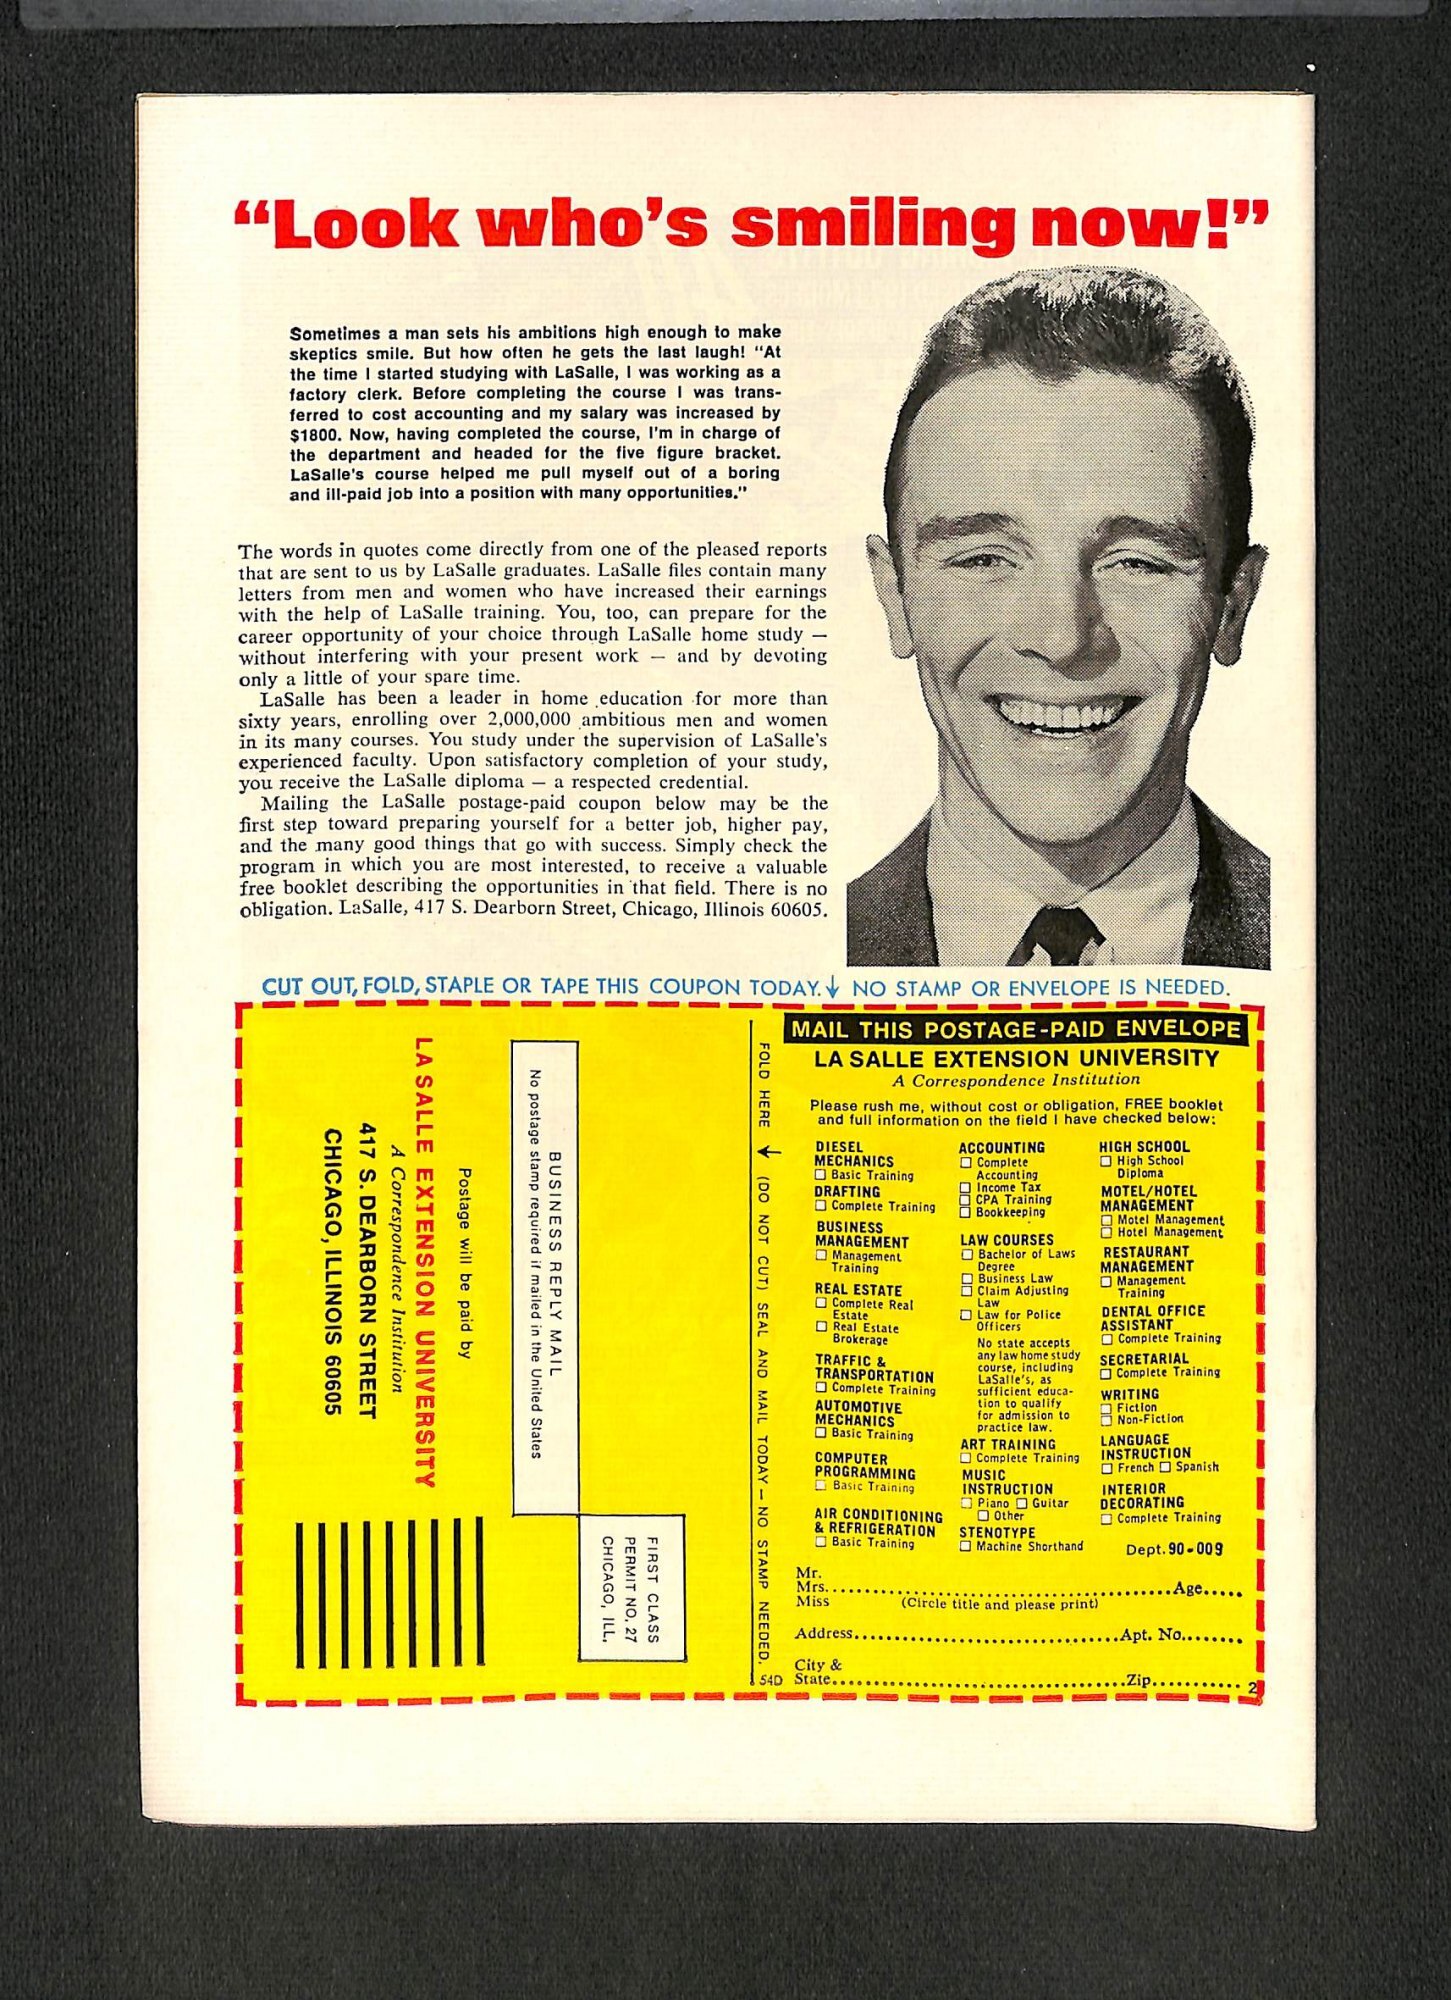 “Look who’s smiling now!”
Sometimes a man sets his ambitions high enough to make
skeptics smile. But how often he gets the last laugh! “At
the time I started studying with LaSalle, I was working as a
factory clerk. Before completing the course I was trans-
ferred to cost accounting and my salary was increased by
$1800. Now, having completed the course, I’m in charge of
the department and headed for the five figure bracket.
LaSalle’s course helped me pull myself out of a boring
and ill-paid job into a position with many opportunities.”
The words in quotes come directly from one of the pleased reports
that are sent to us by LaSalle graduates. LaSalle files contain many
letters from men and women who have increased their earnings
with the help of LaSalle training. You, too, can prepare for the
career opportunity of your choice through LaSalle home study —
without interfering with your present work — and by devoting
only a little of your spare time.
LaSalle has been a leader in home education for more than
sixty years, enrolling over 2,000,000 ambitious men and women
in its many courses. You study under the supervision of LaSalle’s
experienced faculty. Upon satisfactory completion of your study,
you receive the LaSalle diploma — a respected credential.
Mailing the LaSalle postage-paid coupon below may be the
first step toward preparing yourself for a better job, higher pay,
and the many good things that go with success. Simply check the
program in which you are most interested, to receive a valuable
free booklet describing the opportunities in that field. There is no
obligation. LaSalle, 417 S. Dearborn Street, Chicago, Illinois 60605.
CUT OUT, FOLD, STAPLE OR TAPE THIS COUPON TODAY. NO STAMP OR ENVELOPE IS NEEDED.
FIRST CLASS
PERMIT NO. 27
CHICAGO, ILL.
BUSINESS REPLY MAIL
No postage stamp required if mailed in the United States
Postage will be paid by
LA SALLE EXTENSION UNIVERSITY
A Correspondence Institution
417 S. DEARBORN STREET
CHICAGO, ILLINOIS 60605
FOLD HERE (DO NOT CUT) SEAL AND MAIL TODAY — NO STAMP NEEDED.
54D
MAIL THIS POSTAGE-PAID ENVELOPE
LA SALLE EXTENSION UNIVERSITY
A Correspondence Institution
Please rush me, without cost or obligation, FREE booklet
and full information on the field I have checked below:
DIESEL
MECHANICS
☐ Basic Training
DRAFTING
☐ Complete Training
BUSINESS
MANAGEMENT
☐ Management
Training
REAL ESTATE
☐ Complete Real
Estate
☐ Real Estate
Brokerage
TRAFFIC &
TRANSPORTATION
☐ Complete Training
AUTOMOTIVE
MECHANICS
☐ Basic Training
COMPUTER
PROGRAMMING
☐ Basic Training
AIR CONDITIONING
& REFRIGERATION
☐ Basic Training
ACCOUNTING
☐ Complete
Accounting
☐ Income Tax
☐ CPA Training
☐ Bookkeeping
LAW COURSES
☐ Bachelor of Laws
Degree
☐ Business Law
☐ Claim Adjusting
Law
☐ Law for Police
Officers
No state accepts
any law home study
course, including
LaSalle’s, as
sufficient educa-
tion to qualify
for admission to
practice law.
ART TRAINING
☐ Complete Training
MUSIC
INSTRUCTION
☐ Piano ☐ Guitar
☐ Other
STENOTYPE
☐ Machine Shorthand
HIGH SCHOOL
☐ High School
Diploma
MOTEL/HOTEL
MANAGEMENT
☐ Motel Management
☐ Hotel Management
RESTAURANT
MANAGEMENT
☐ Management
Training
DENTAL OFFICE
ASSISTANT
☐ Complete Training
SECRETARIAL
☐ Complete Training
WRITING
☐ Fiction
☐ Non-Fiction
LANGUAGE
INSTRUCTION
☐ French ☐ Spanish
INTERIOR
DECORATING
☐ Complete Training
Dept. 90-009
Mr.
Mrs. Age
Miss (Circle title and please print)
Address Apt. No.
City &
State Zip
2